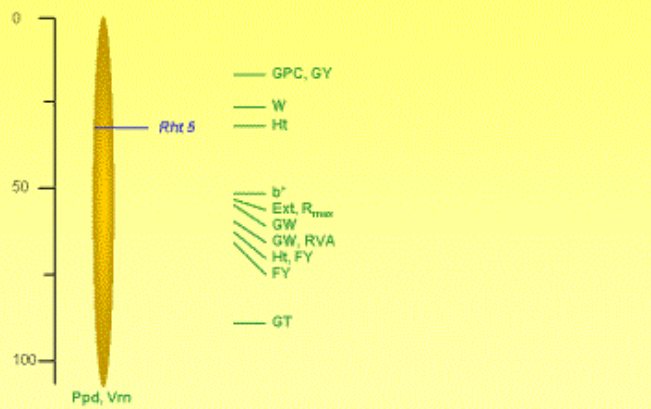 0
GPC, GY
W
Ht
Rht 5
50
b*
Ext, Rmax
GW
GW, RVA
Ht, FY
FY
GT
100
Ppd, Vrn